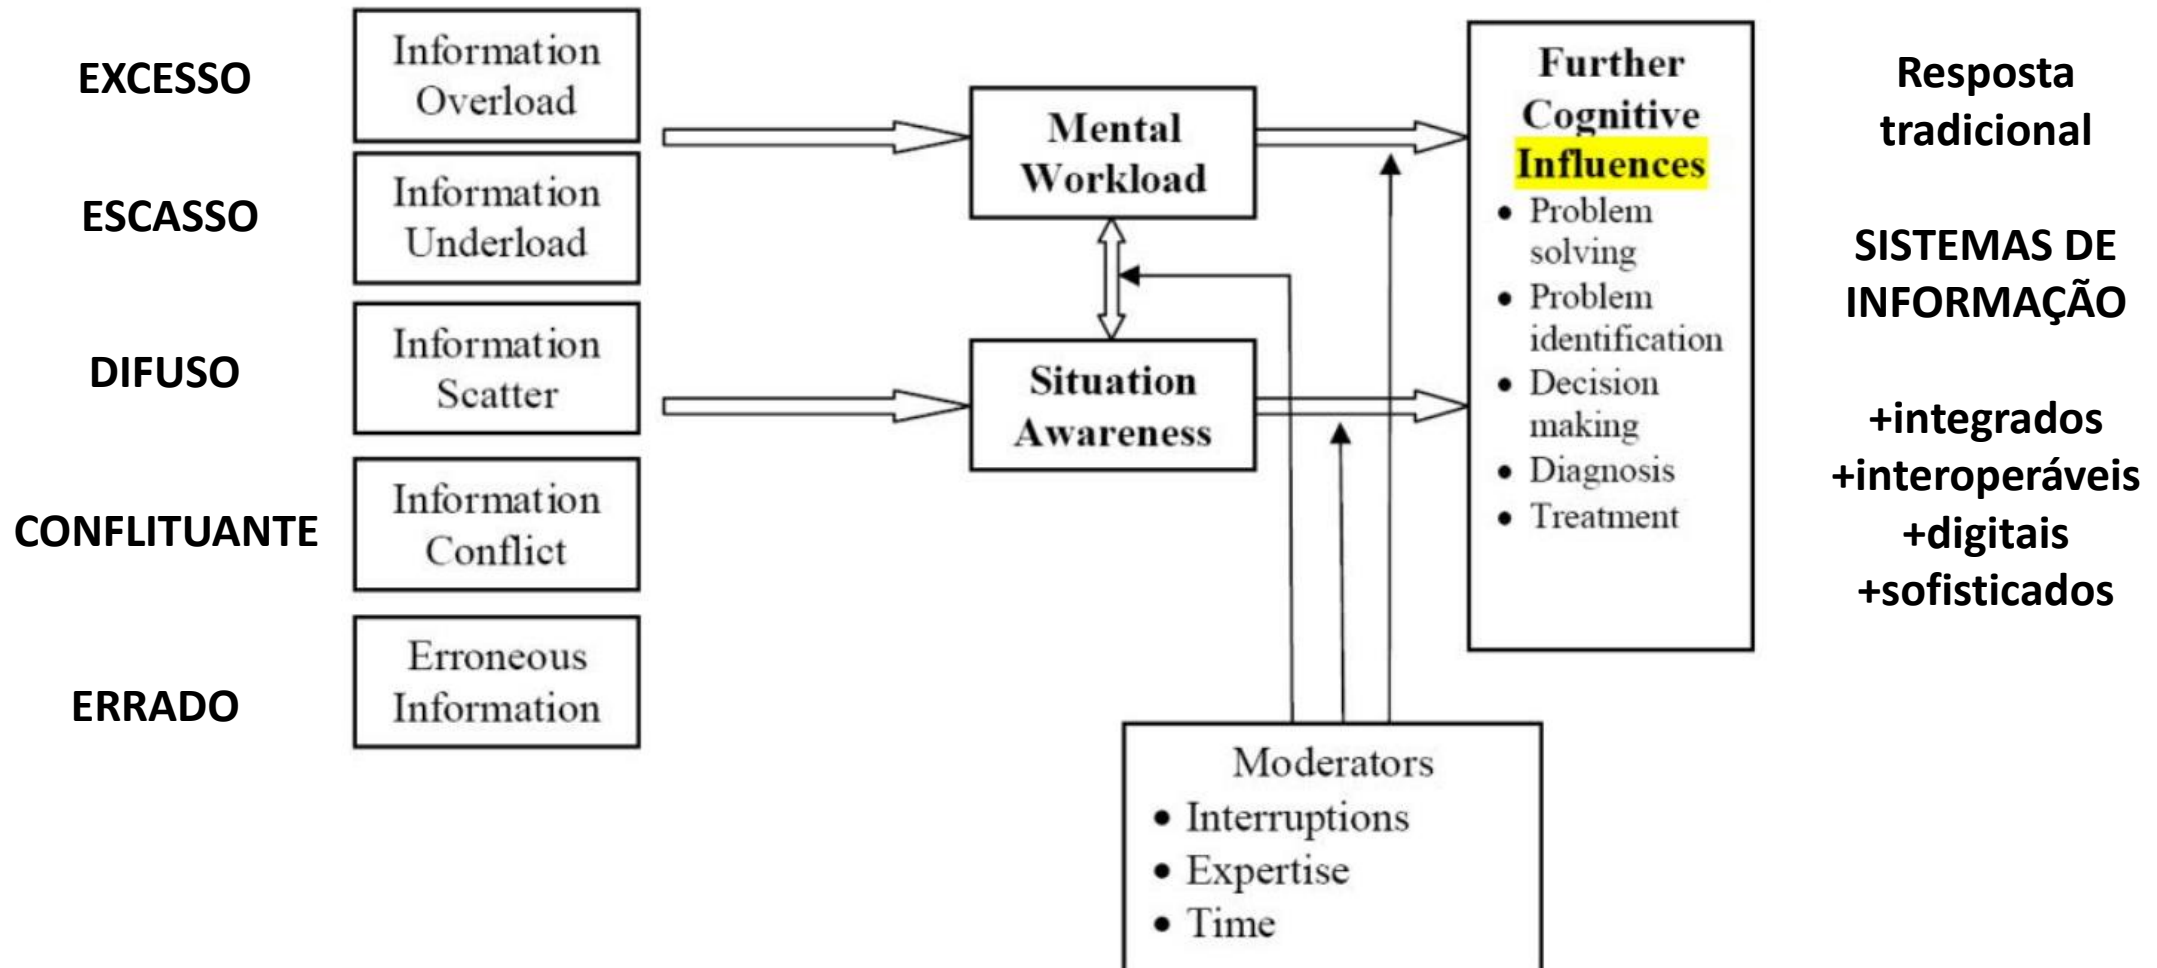 EXCESSO
ESCASSO
DIFUSO
CONFLITUANTE
ERRADO
Information
Overload
Information
Underload
Information
Scatter
Information
Conflict
Erroneous
Information
Mental
Workload
Situation
Awareness
Further
Cognitive
Influences
• Problem
solving
• Problem
identification
• Decision
making
• Diagnosis
• Treatment
Moderators
• Interruptions
• Expertise
• Time
Resposta
tradicional
SISTEMAS DE
INFORMAÇÃO
+integrados
+interoperáveis
+digitais
+sofisticados